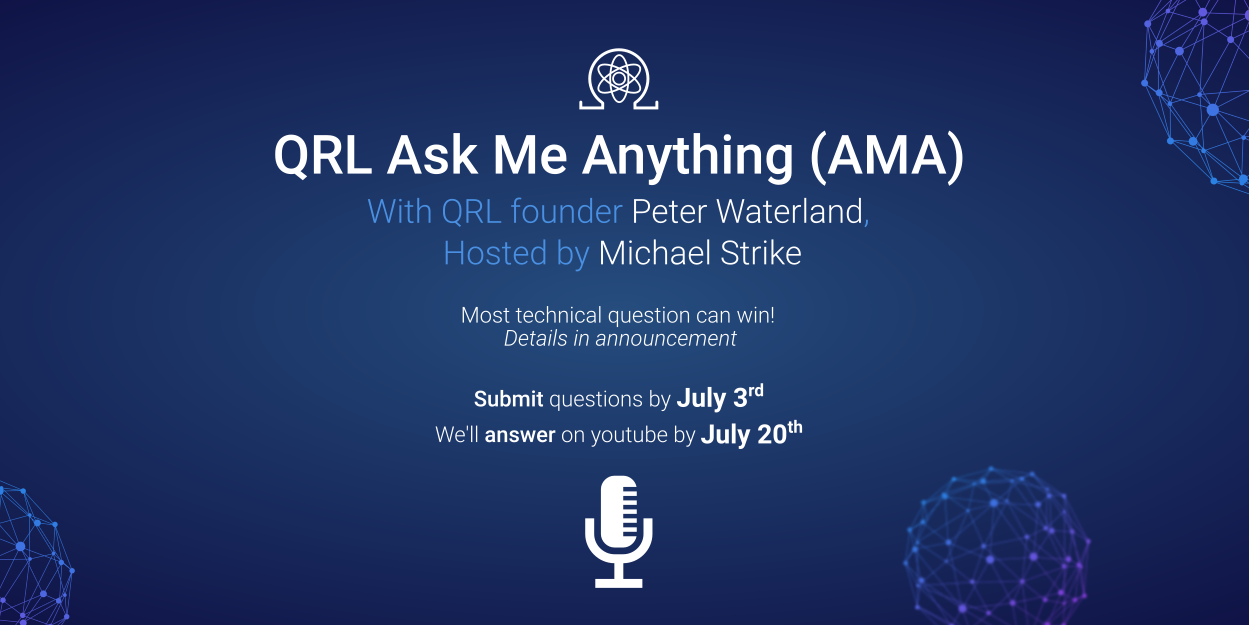 QRL Ask Me Anything (AMA)
With QRL founder Peter Waterland,
Hosted by Michael Strike
Most technical question can win!
Details in announcement
Submit questions by July 3rd
We'll answer on youtube by July 20th